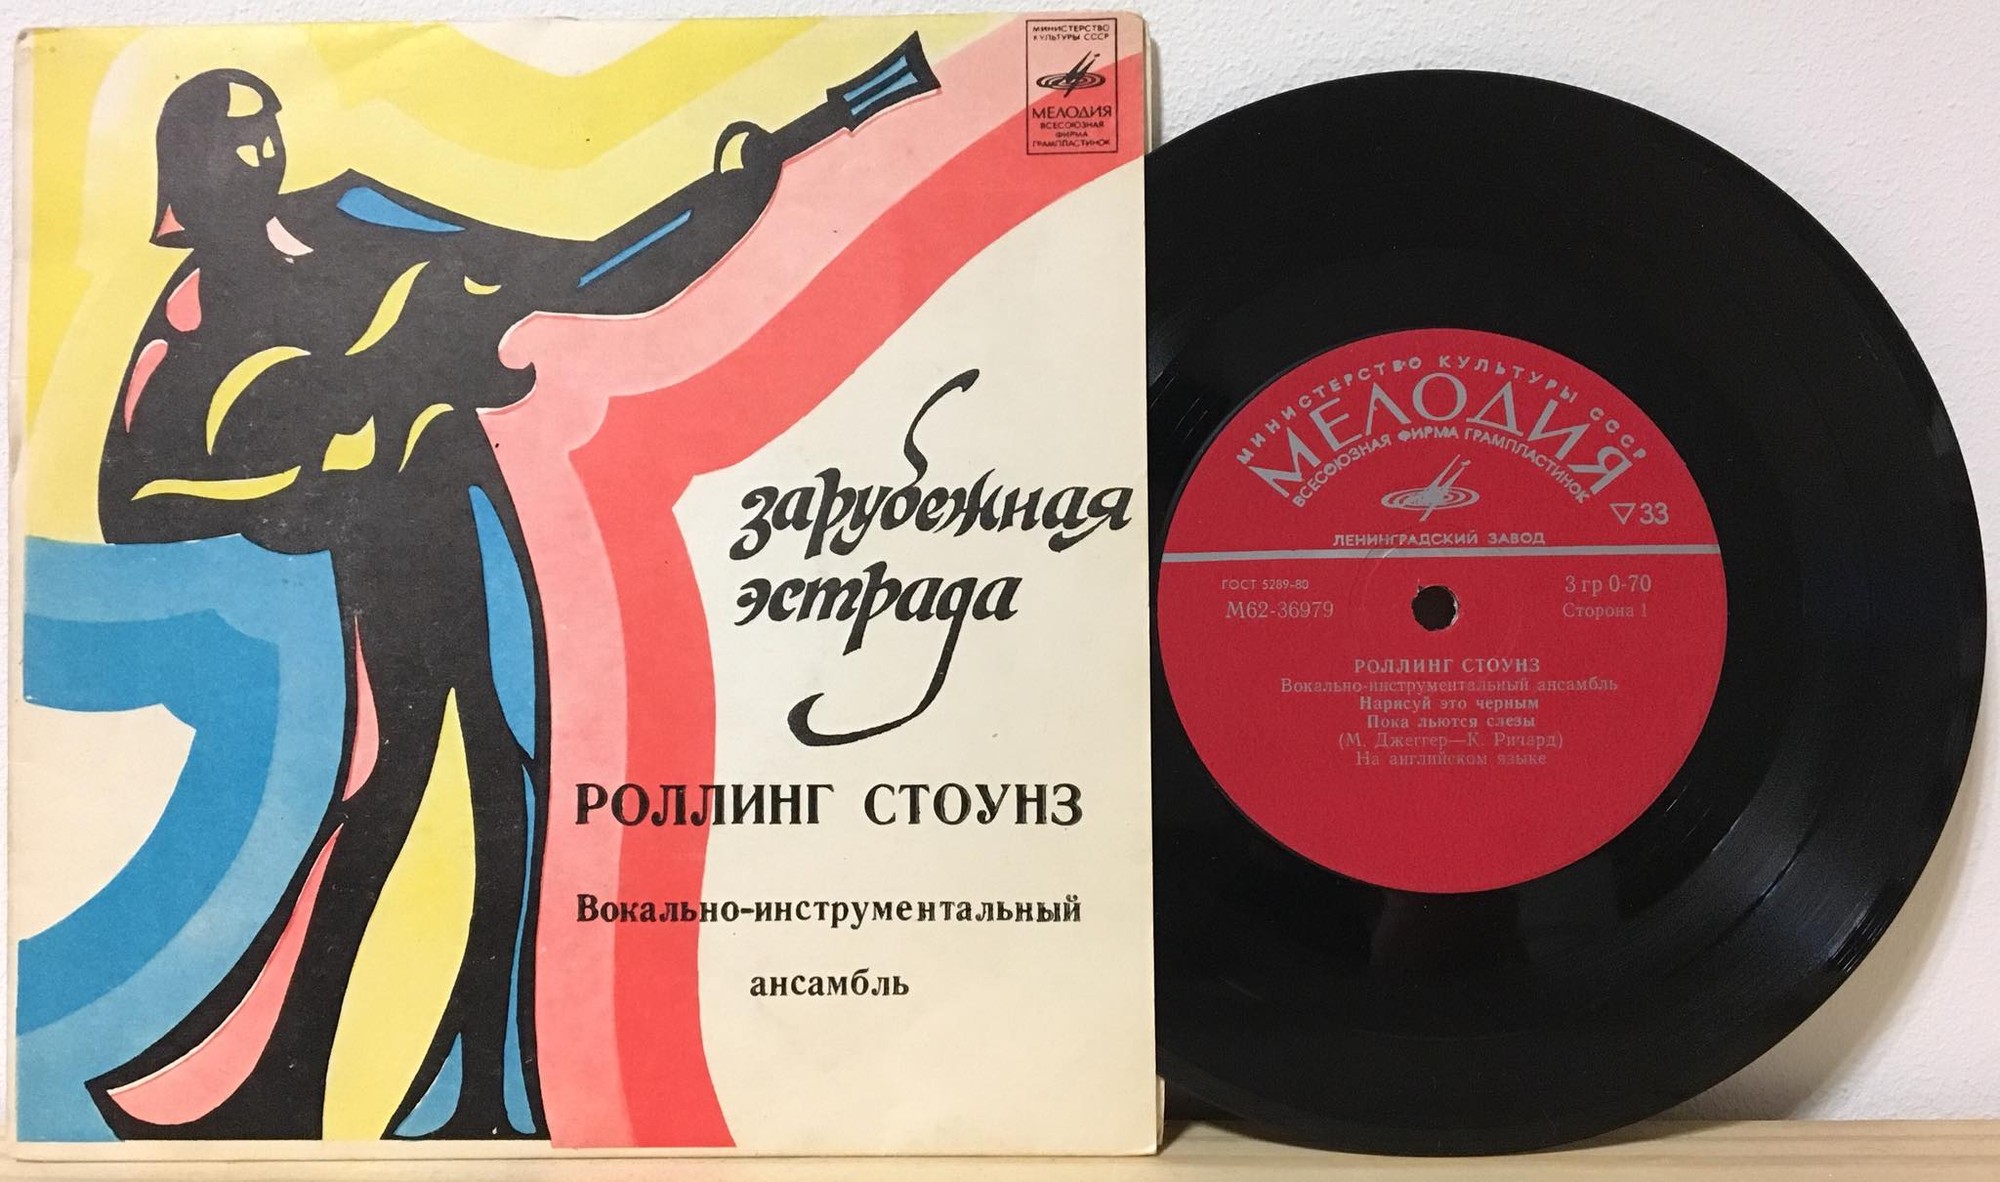 МИНИСТЕРСТВО
КУЛЬТУРЫ СССР
МЕЛОДИЯ
ВСЕСОЮЗНАЯ
ФИРМА
ГРАМПЛАСТИНОК
зарубежная
эстрада
РОЛЛИНГ СТОУНЗ
Вокально-инструментальный
ансамбль
МИНИСТЕРСТВО КУЛЬТУРЫ СССР
МЕЛОДИЯ
ВСЕСОЮЗНАЯ ФИРМА ГРАМПЛАСТИНОК
▽33
ЛЕНИНГРАДСКИЙ ЗАВОД
ГОСТ 5289-80
М62-36979
3 гр 0-70
Сторона 1
РОЛЛИНГ СТОУНЗ
Вокально-инструментальный ансамбль
Нарисуй это черным
Пока льются слезы
(М. Джеггер—К. Ричард)
На английском языке